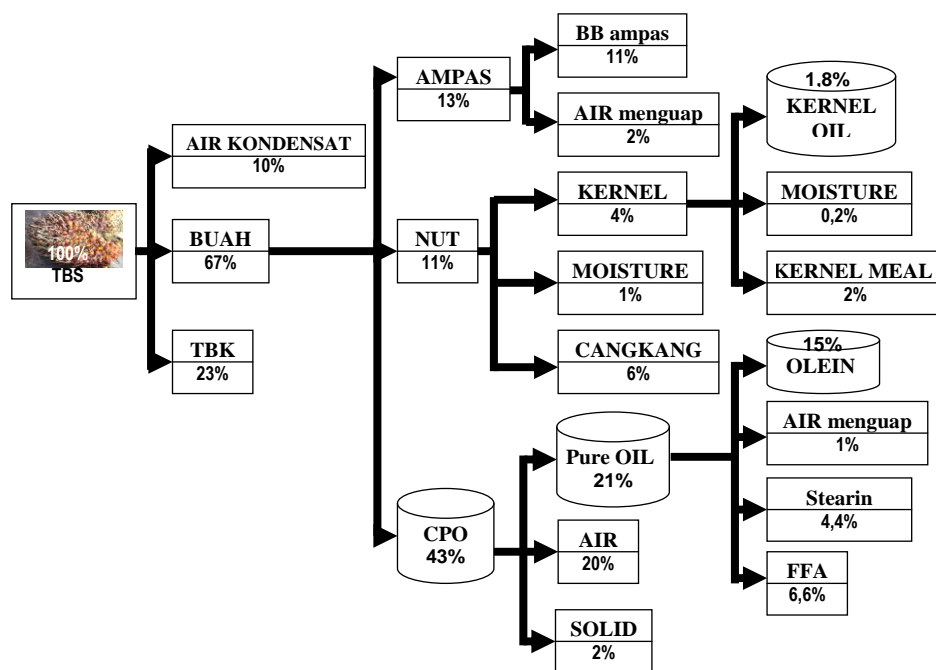 100%
TBS
AIR KONDENSAT
10%
BUAH
67%
TBK
23%
AMPAS
13%
NUT
11%
CPO
43%
BB ampas
11%
AIR menguap
2%
KERNEL
4%
MOISTURE
1%
CANGKANG
6%
Pure OIL
21%
AIR
20%
SOLID
2%
1,8%
KERNEL
OIL
MOISTURE
0,2%
KERNEL MEAL
2%
15%
OLEIN
AIR menguap
1%
Stearin
4,4%
FFA
6,6%